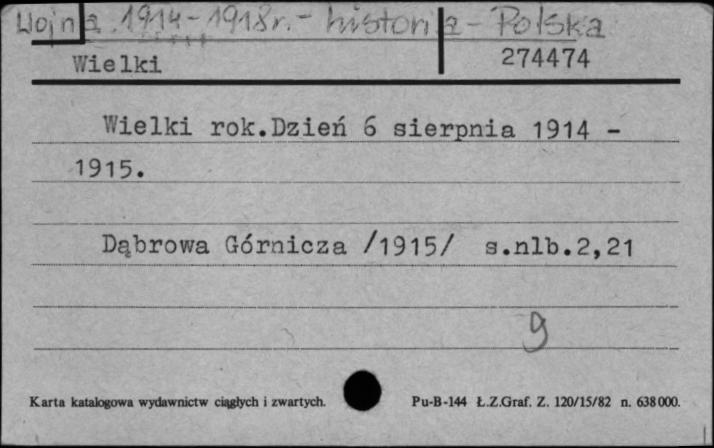 Wojna 1914-1918r. - historia - Polska
Wielki 274474
Wielki rok.Dzień 6 sierpnia 1914 -
1915.
Dąbrowa Górnicza /1915/ s.nlb.2,21
9
Karta katalogowa wydawnictw ciągłych i zwartych. Pu-B-144 Ł.Z.Graf. Z. 120/15/82 n. 638000.